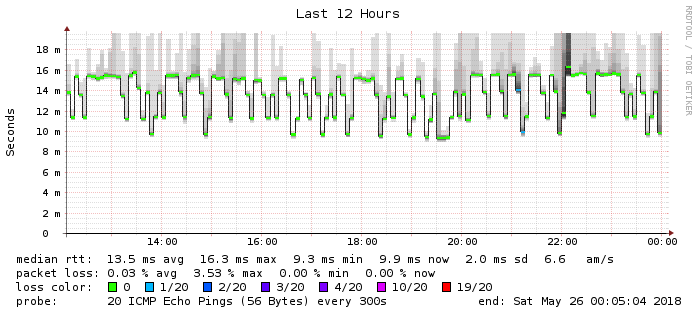 Last 12 Hours
RRDTOOL / TOBI OETIKER
Seconds
18 m
16 m
14 m
12 m
10 m
8 m
6 m
4 m
2 m
0
14:00 16:00 18:00 20:00 22:00 00:00
median rtt: 13.5 ms avg 16.3 ms max 9.3 ms min 9.9 ms now 2.0 ms sd 6.6 am/s
packet loss: 0.03 % avg 3.53 % max 0.00 % min 0.00 % now
loss color: 0 1/20 2/20 3/20 4/20 10/20 19/20
probe: 20 ICMP Echo Pings (56 Bytes) every 300s end: Sat May 26 00:05:04 2018